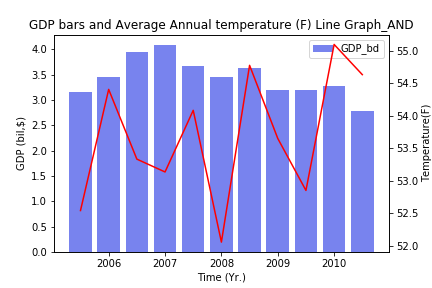 GDP bars and Average Annual temperature (F) Line Graph_AND
GDP_bd
4.0
3.5
3.0
2.5
2.0
1.5
1.0
0.5
0.0
GDP (bil,$)
55.0
54.5
54.0
53.5
53.0
52.5
52.0
Temperature(F)
2006 2007 2008 2009 2010
Time (Yr.)